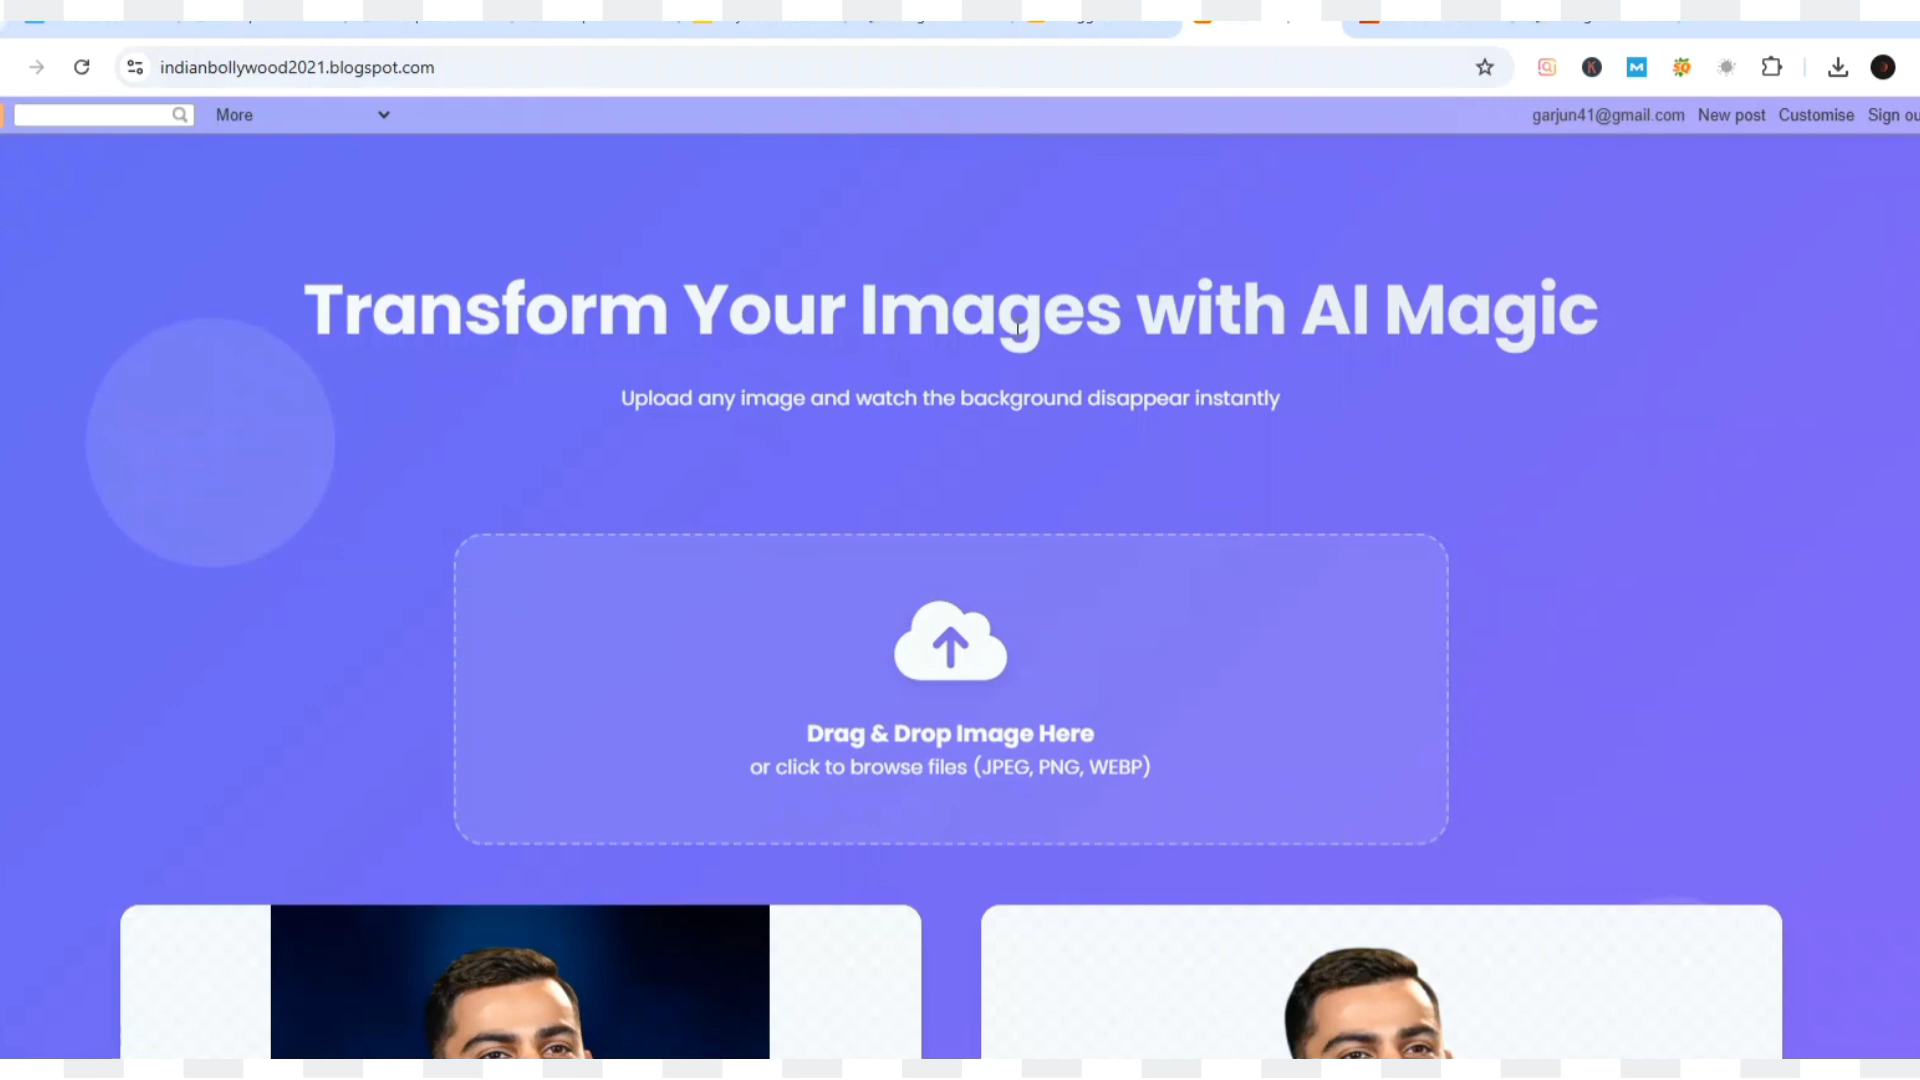 indianbollywood2021.blogspot.com
More
garjun41@gmail.com New post Customise Sign
Transform Your Images with AI Magic
Upload any image and watch the background disappear instantly
Drag & Drop Image Here
or click to browse files (JPEG, PNG, WEBP)